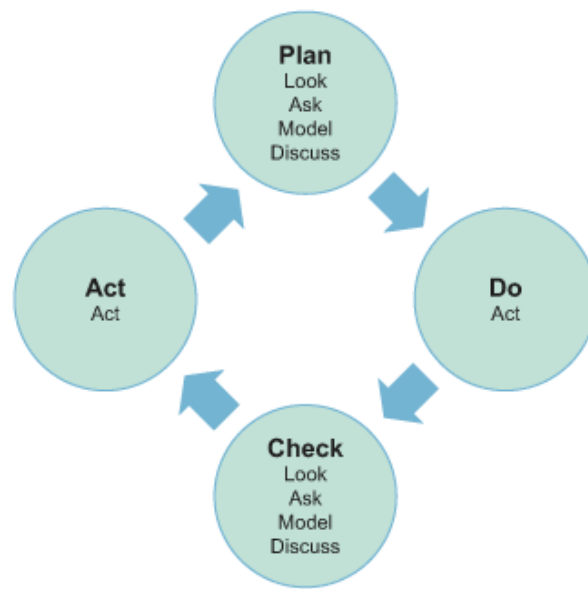 Plan
Look
Ask
Model
Discuss
Do
Act
Check
Look
Ask
Model
Discuss
Act
Act